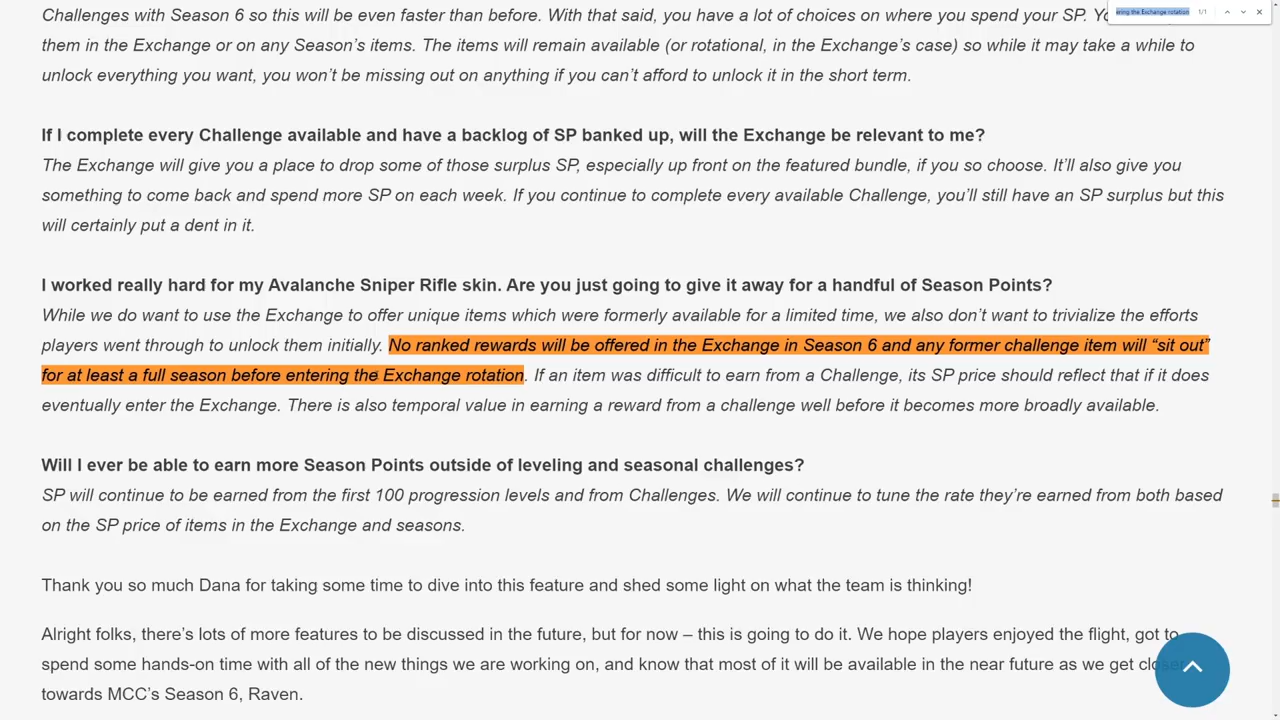 ering the Exchange rotation 1/1
Challenges with Season 6 so this will be even faster than before. With that said, you have a lot of choices on where you spend your SP.
them in the Exchange or on any Season’s items. The items will remain available (or rotational, in the Exchange’s case) so while it may take a while to
unlock everything you want, you won’t be missing out on anything if you can’t afford to unlock it in the short term.
If I complete every Challenge available and have a backlog of SP banked up, will the Exchange be relevant to me?
The Exchange will give you a place to drop some of those surplus SP, especially up front on the featured bundle, if you so choose. It’ll also give you
something to come back and spend more SP on each week. If you continue to complete every available Challenge, you’ll still have an SP surplus but this
will certainly put a dent in it.
I worked really hard for my Avalanche Sniper Rifle skin. Are you just going to give it away for a handful of Season Points?
While we do want to use the Exchange to offer unique items which were formerly available for a limited time, we also don’t want to trivialize the efforts
players went through to unlock them initially. No ranked rewards will be offered in the Exchange in Season 6 and any former challenge item will “sit out”
for at least a full season before entering the Exchange rotation. If an item was difficult to earn from a Challenge, its SP price should reflect that if it does
eventually enter the Exchange. There is also temporal value in earning a reward from a challenge well before it becomes more broadly available.
Will I ever be able to earn more Season Points outside of leveling and seasonal challenges?
SP will continue to be earned from the first 100 progression levels and from Challenges. We will continue to tune the rate they’re earned from both based
on the SP price of items in the Exchange and seasons.
Thank you so much Dana for taking some time to dive into this feature and shed some light on what the team is thinking!
Alright folks, there’s lots of more features to be discussed in the future, but for now – this is going to do it. We hope players enjoyed the flight, got to
spend some hands-on time with all of the new things we are working on, and know that most of it will be available in the near future as we get closer
towards MCC’s Season 6, Raven.